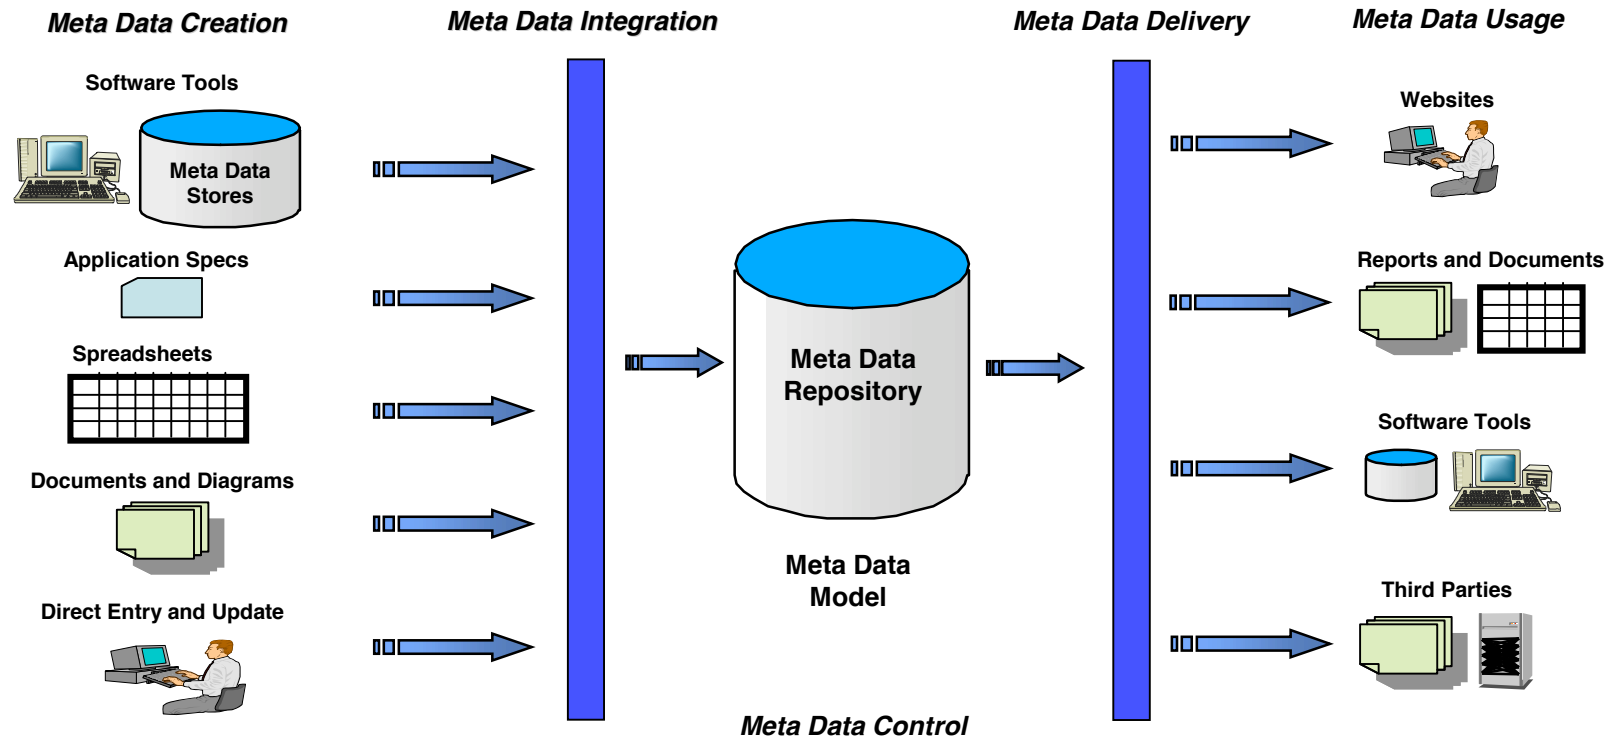 Meta Data Creation
Meta Data Integration
Meta Data Delivery
Meta Data Usage
Software Tools
Meta Data
Stores
Application Specs
Spreadsheets
Documents and Diagrams
Direct Entry and Update
Meta Data
Repository
Meta Data
Model
Meta Data Control
Websites
Reports and Documents
Software Tools
Third Parties